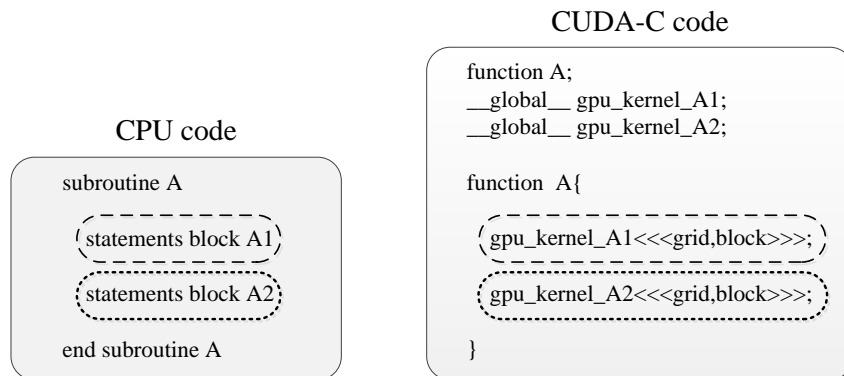 CPU code
subroutine A
statements block A1
statements block A2
end subroutine A
CUDA-C code
function A;
__global__ gpu_kernel_A1;
__global__ gpu_kernel_A2;
function A{
gpu_kernel_A1<<<grid,block>>>;
gpu_kernel_A2<<<grid,block>>>;
}